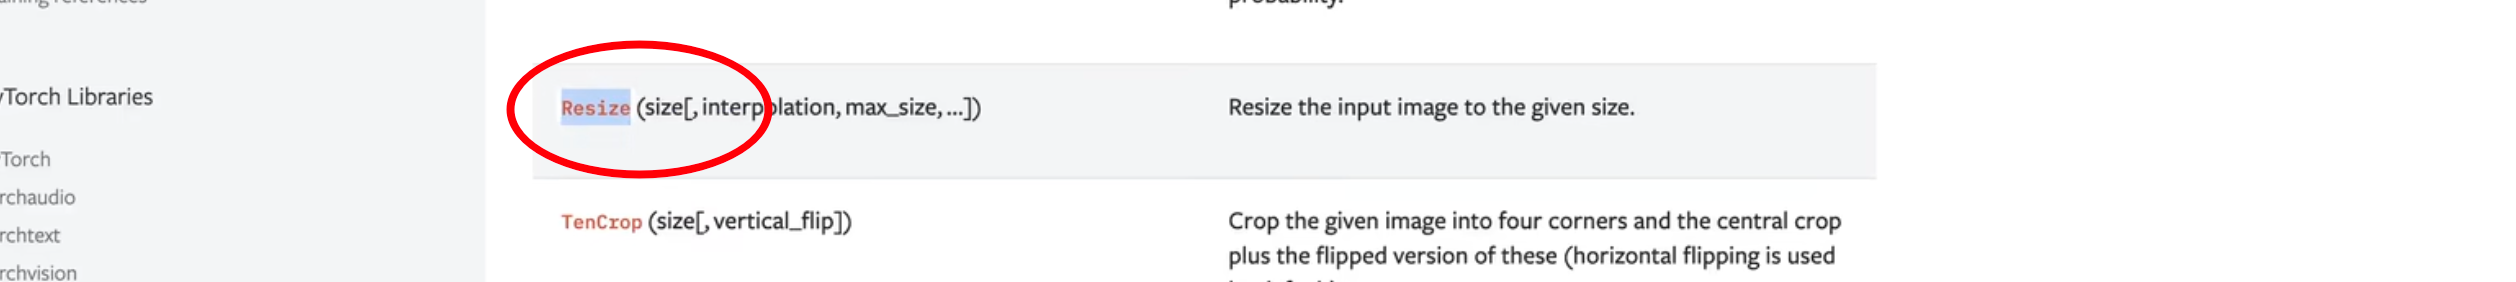 probability.
Torch Libraries
Resize (size[, interpolation, max_size, ...])
Resize the input image to the given size.
Torch
rchaudio
rchtext
rchvision
TenCrop (size[, vertical_flip])
Crop the given image into four corners and the central crop
plus the flipped version of these (horizontal flipping is used